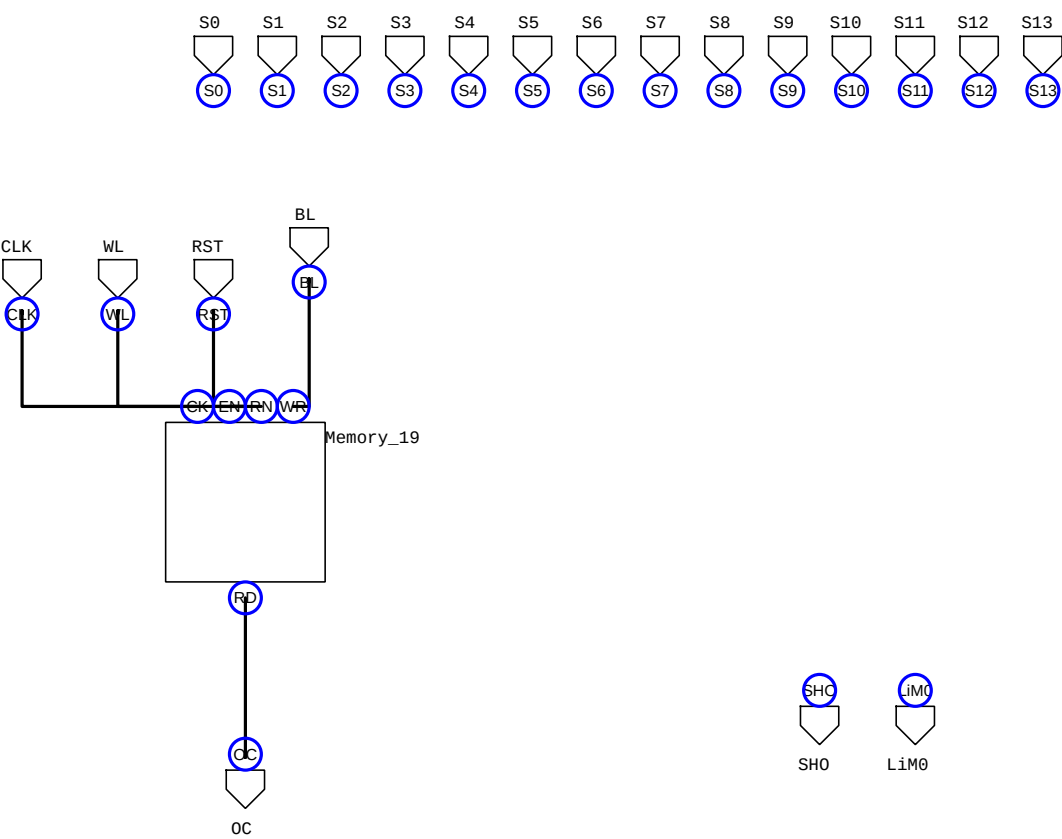 S0 S1 S2 S3 S4 S5 S6 S7 S8 S9 S10 S11 S12 S13
S0 S1 S2 S3 S4 S5 S6 S7 S8 S9 S10 S11 S12 S13
BL
CLK WL RST
BL
CLK WL RST
CK EN RN WR
Memory_19
RD
SHO LiM0
OC
SHO LiM0
OC